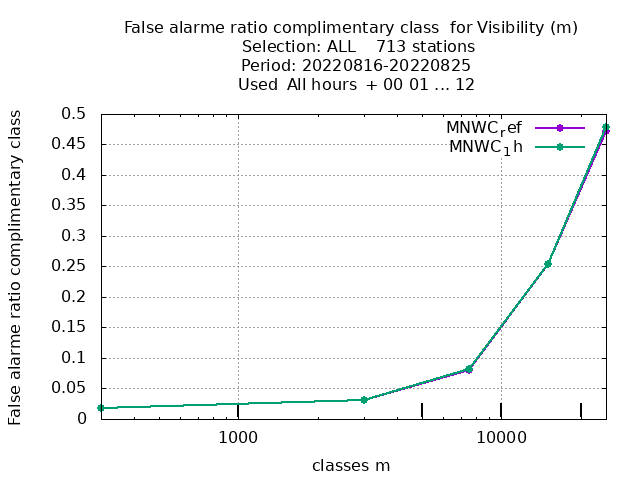 False alarme ratio complimentary class for Visibility (m)
Selection: ALL 713 stations
Period: 20220816-20220825
Used All hours + 00 01 ... 12
False alarme ratio complimentary class
0.5
0.45
0.4
0.35
0.3
0.25
0.2
0.15
0.1
0.05
0
MNWC_ref
MNWC_1h
1000
10000
classes m